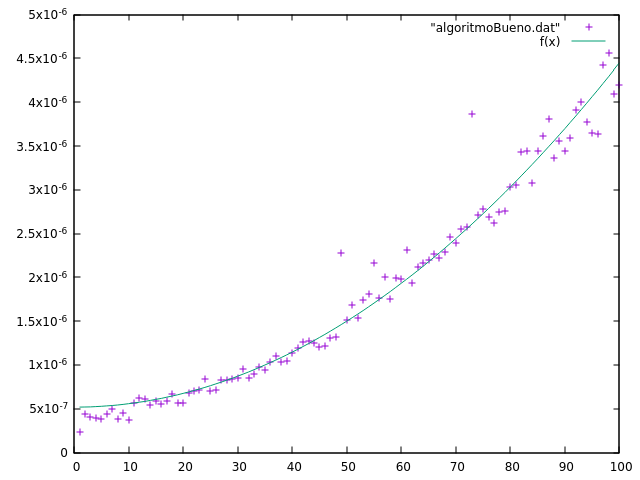 5x10⁻⁶
4.5x10⁻⁶
4x10⁻⁶
3.5x10⁻⁶
3x10⁻⁶
2.5x10⁻⁶
2x10⁻⁶
1.5x10⁻⁶
1x10⁻⁶
5x10⁻⁷
0
"algoritmoBueno.dat"
f(x)
0 10 20 30 40 50 60 70 80 90 100